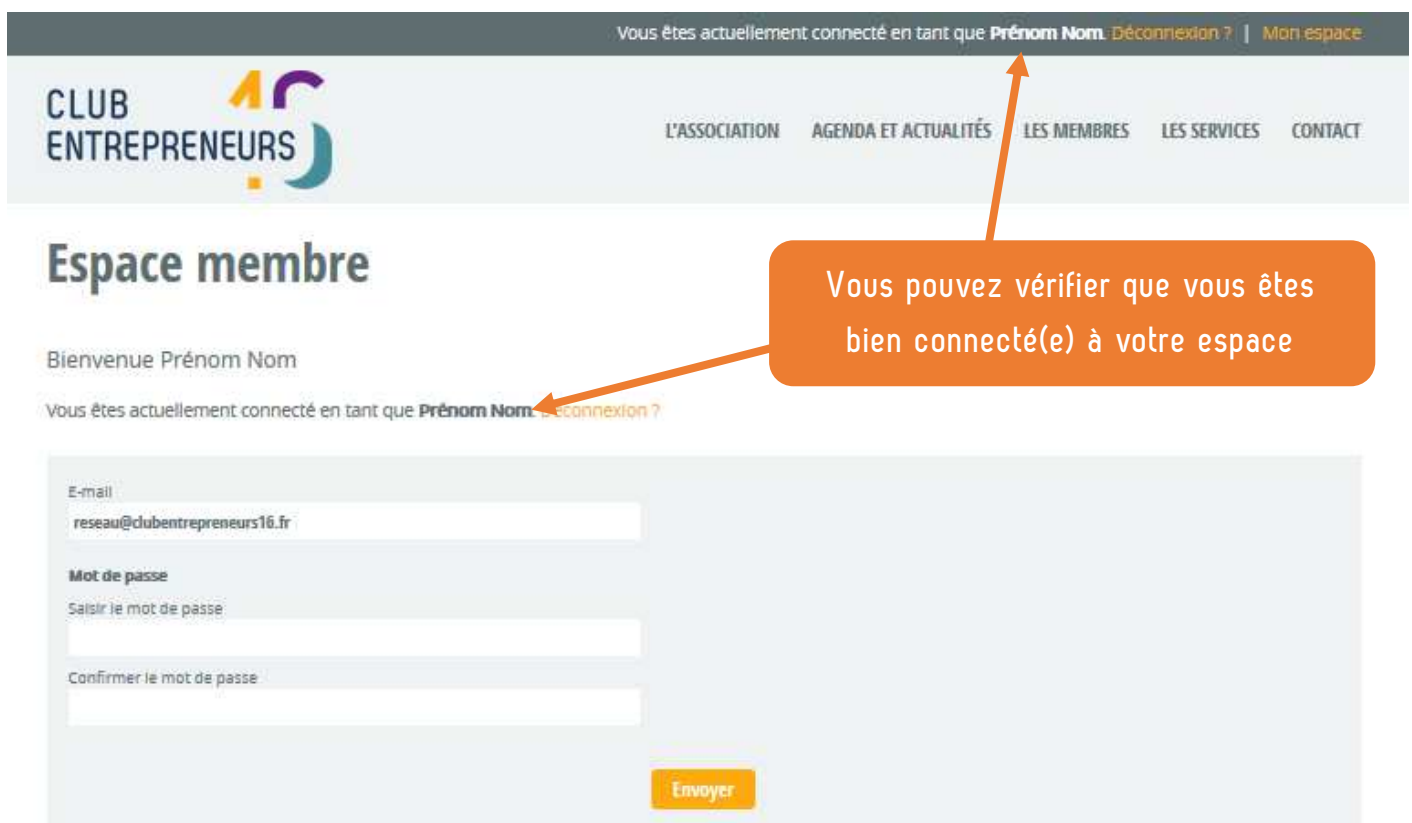 Vous êtes actuellement connecté en tant que Prénom Nom. Déconnexion ? | Mon espace
CLUB
ENTREPRENEURS
L'ASSOCIATION AGENDA ET ACTUALITÉS LES MEMBRES LES SERVICES CONTACT
Espace membre
Vous pouvez vérifier que vous êtes
bien connecté(e) à votre espace
Bienvenue Prénom Nom
Vous êtes actuellement connecté en tant que Prénom Nom. Déconnexion ?
E-mail
reseau@clubentrepreneurs16.fr
Mot de passe
Saisir le mot de passe
Confirmer le mot de passe
Envoyer